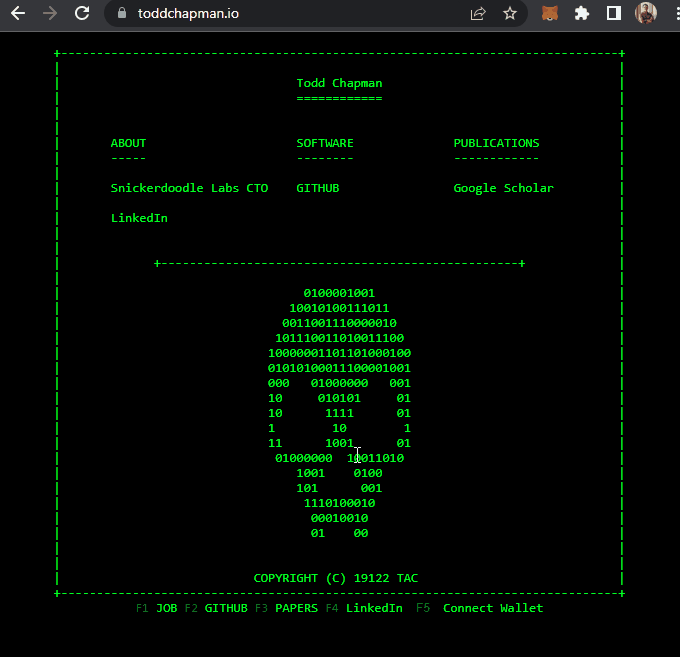 toddchapman.io
Todd Chapman
============
ABOUT SOFTWARE PUBLICATIONS
----- -------- ------------
Snickerdoodle Labs CTO GITHUB Google Scholar
LinkedIn
+--------------------------------------------------+
0100001001
10010100111011
0011001110000010
101110011010011100
10000001101101000100
01010100011100001001
000 01000000 001
10 010101 01
10 1111 01
1 10 1
11 1001 01
01000000 10011010
1001 0100
101 001
1110100010
00010010
01 00
COPYRIGHT (C) 19122 TAC
F1 JOB F2 GITHUB F3 PAPERS F4 LinkedIn F5 Connect Wallet